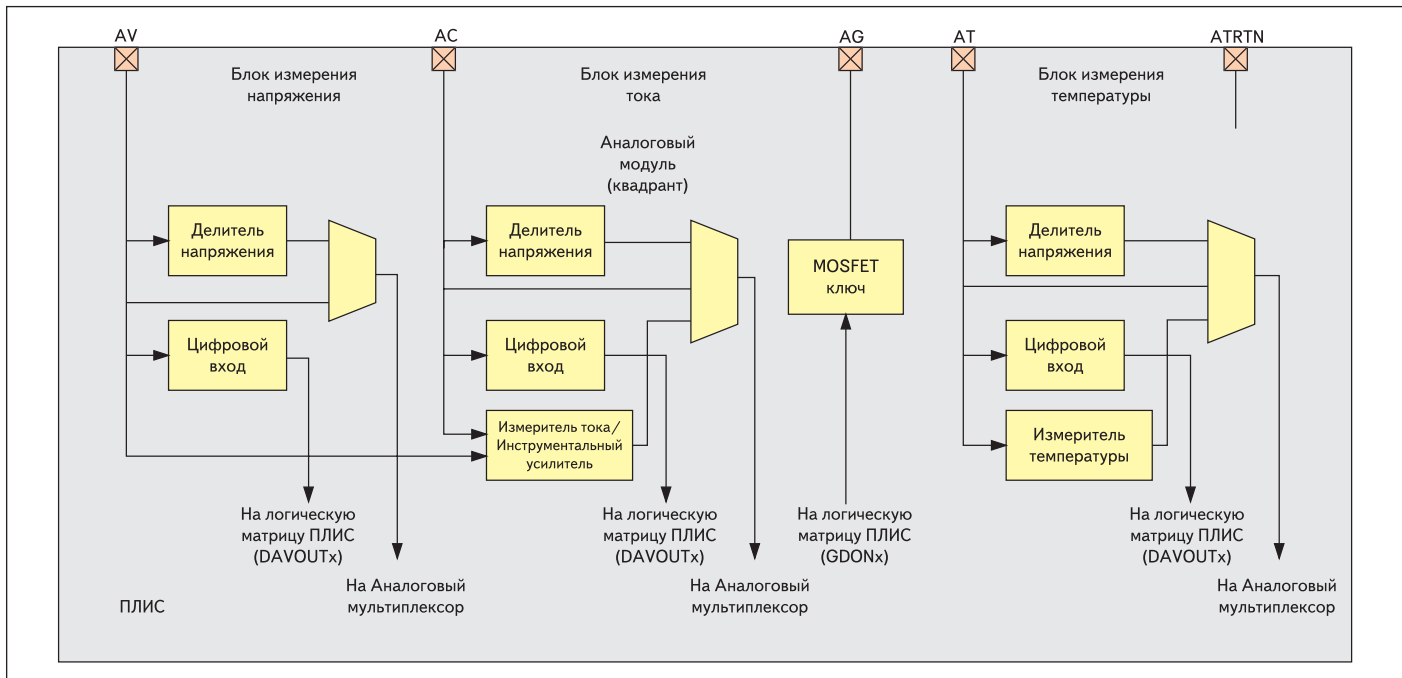 AV
AC
AG
AT
ATRTN
Блок измерения
напряжения
Блок измерения
тока
Блок измерения
температуры
Аналоговый
модуль
(квадрант)
Делитель
напряжения
Делитель
напряжения
MOSFET
ключ
Делитель
напряжения
Цифровой
вход
Цифровой
вход
Цифровой
вход
Измеритель тока/
Инструментальный
усилитель
Измеритель
температуры
На логическую
матрицу ПЛИС
(DAVOUTx)
На логическую
матрицу ПЛИС
(DAVOUTx)
На логическую
матрицу ПЛИС
(GDONx)
На логическую
матрицу ПЛИС
(DAVOUTx)
На Аналоговый
мультиплексор
На Аналоговый
мультиплексор
На Аналоговый
мультиплексор
ПЛИС